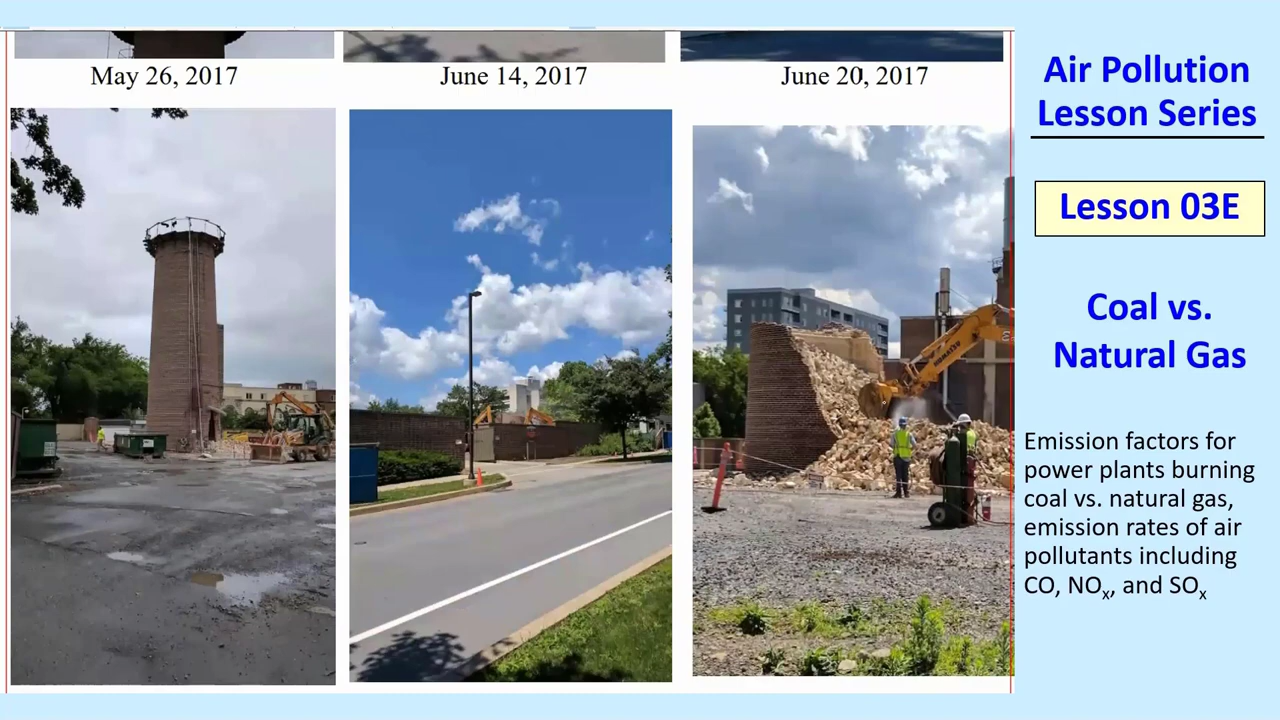 May 26, 2017
June 14, 2017
June 20, 2017
KOMATSU
Air Pollution
Lesson Series
Lesson 03E
Coal vs.
Natural Gas
Emission factors for
power plants burning
coal vs. natural gas,
emission rates of air
pollutants including
CO, NOₓ, and SOₓ